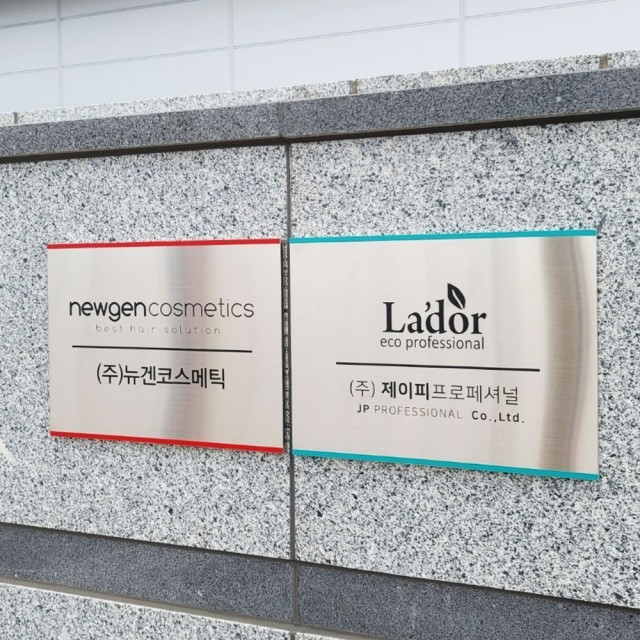 newgencosmetics
best hair solution
(주)뉴겐코스메틱
La'dor
eco professional
(주) 제이피프로페셔널
JP PROFESSIONAL Co.,Ltd.